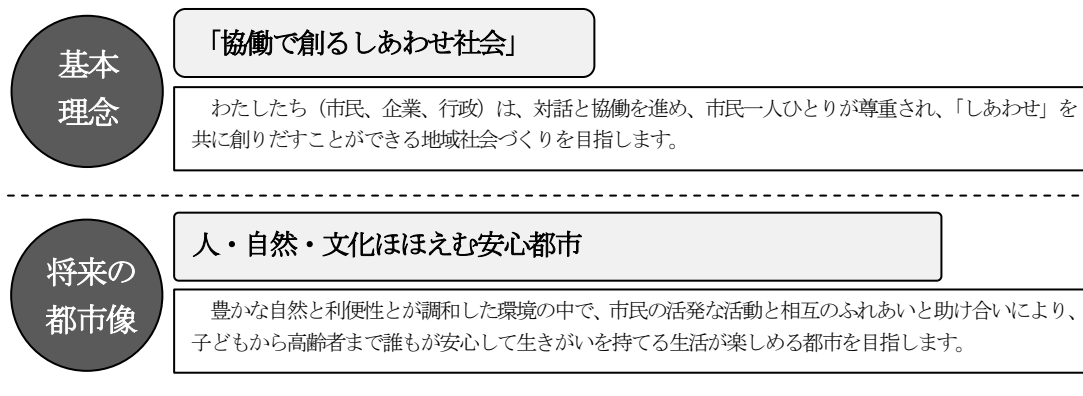 基本
理念
「協働で創るしあわせ社会」
わたしたち（市民、企業、行政）は、対話と協働を進め、市民一人ひとりが尊重され、「しあわせ」を
共に創りだすことができる地域社会づくりを目指します。
将来の
都市像
人・自然・文化ほほえむ安心都市
豊かな自然と利便性とが調和した環境の中で、市民の活発な活動と相互のふれあいと助け合いにより、
子どもから高齢者まで誰もが安心して生きがいを持てる生活が楽しめる都市を目指します。